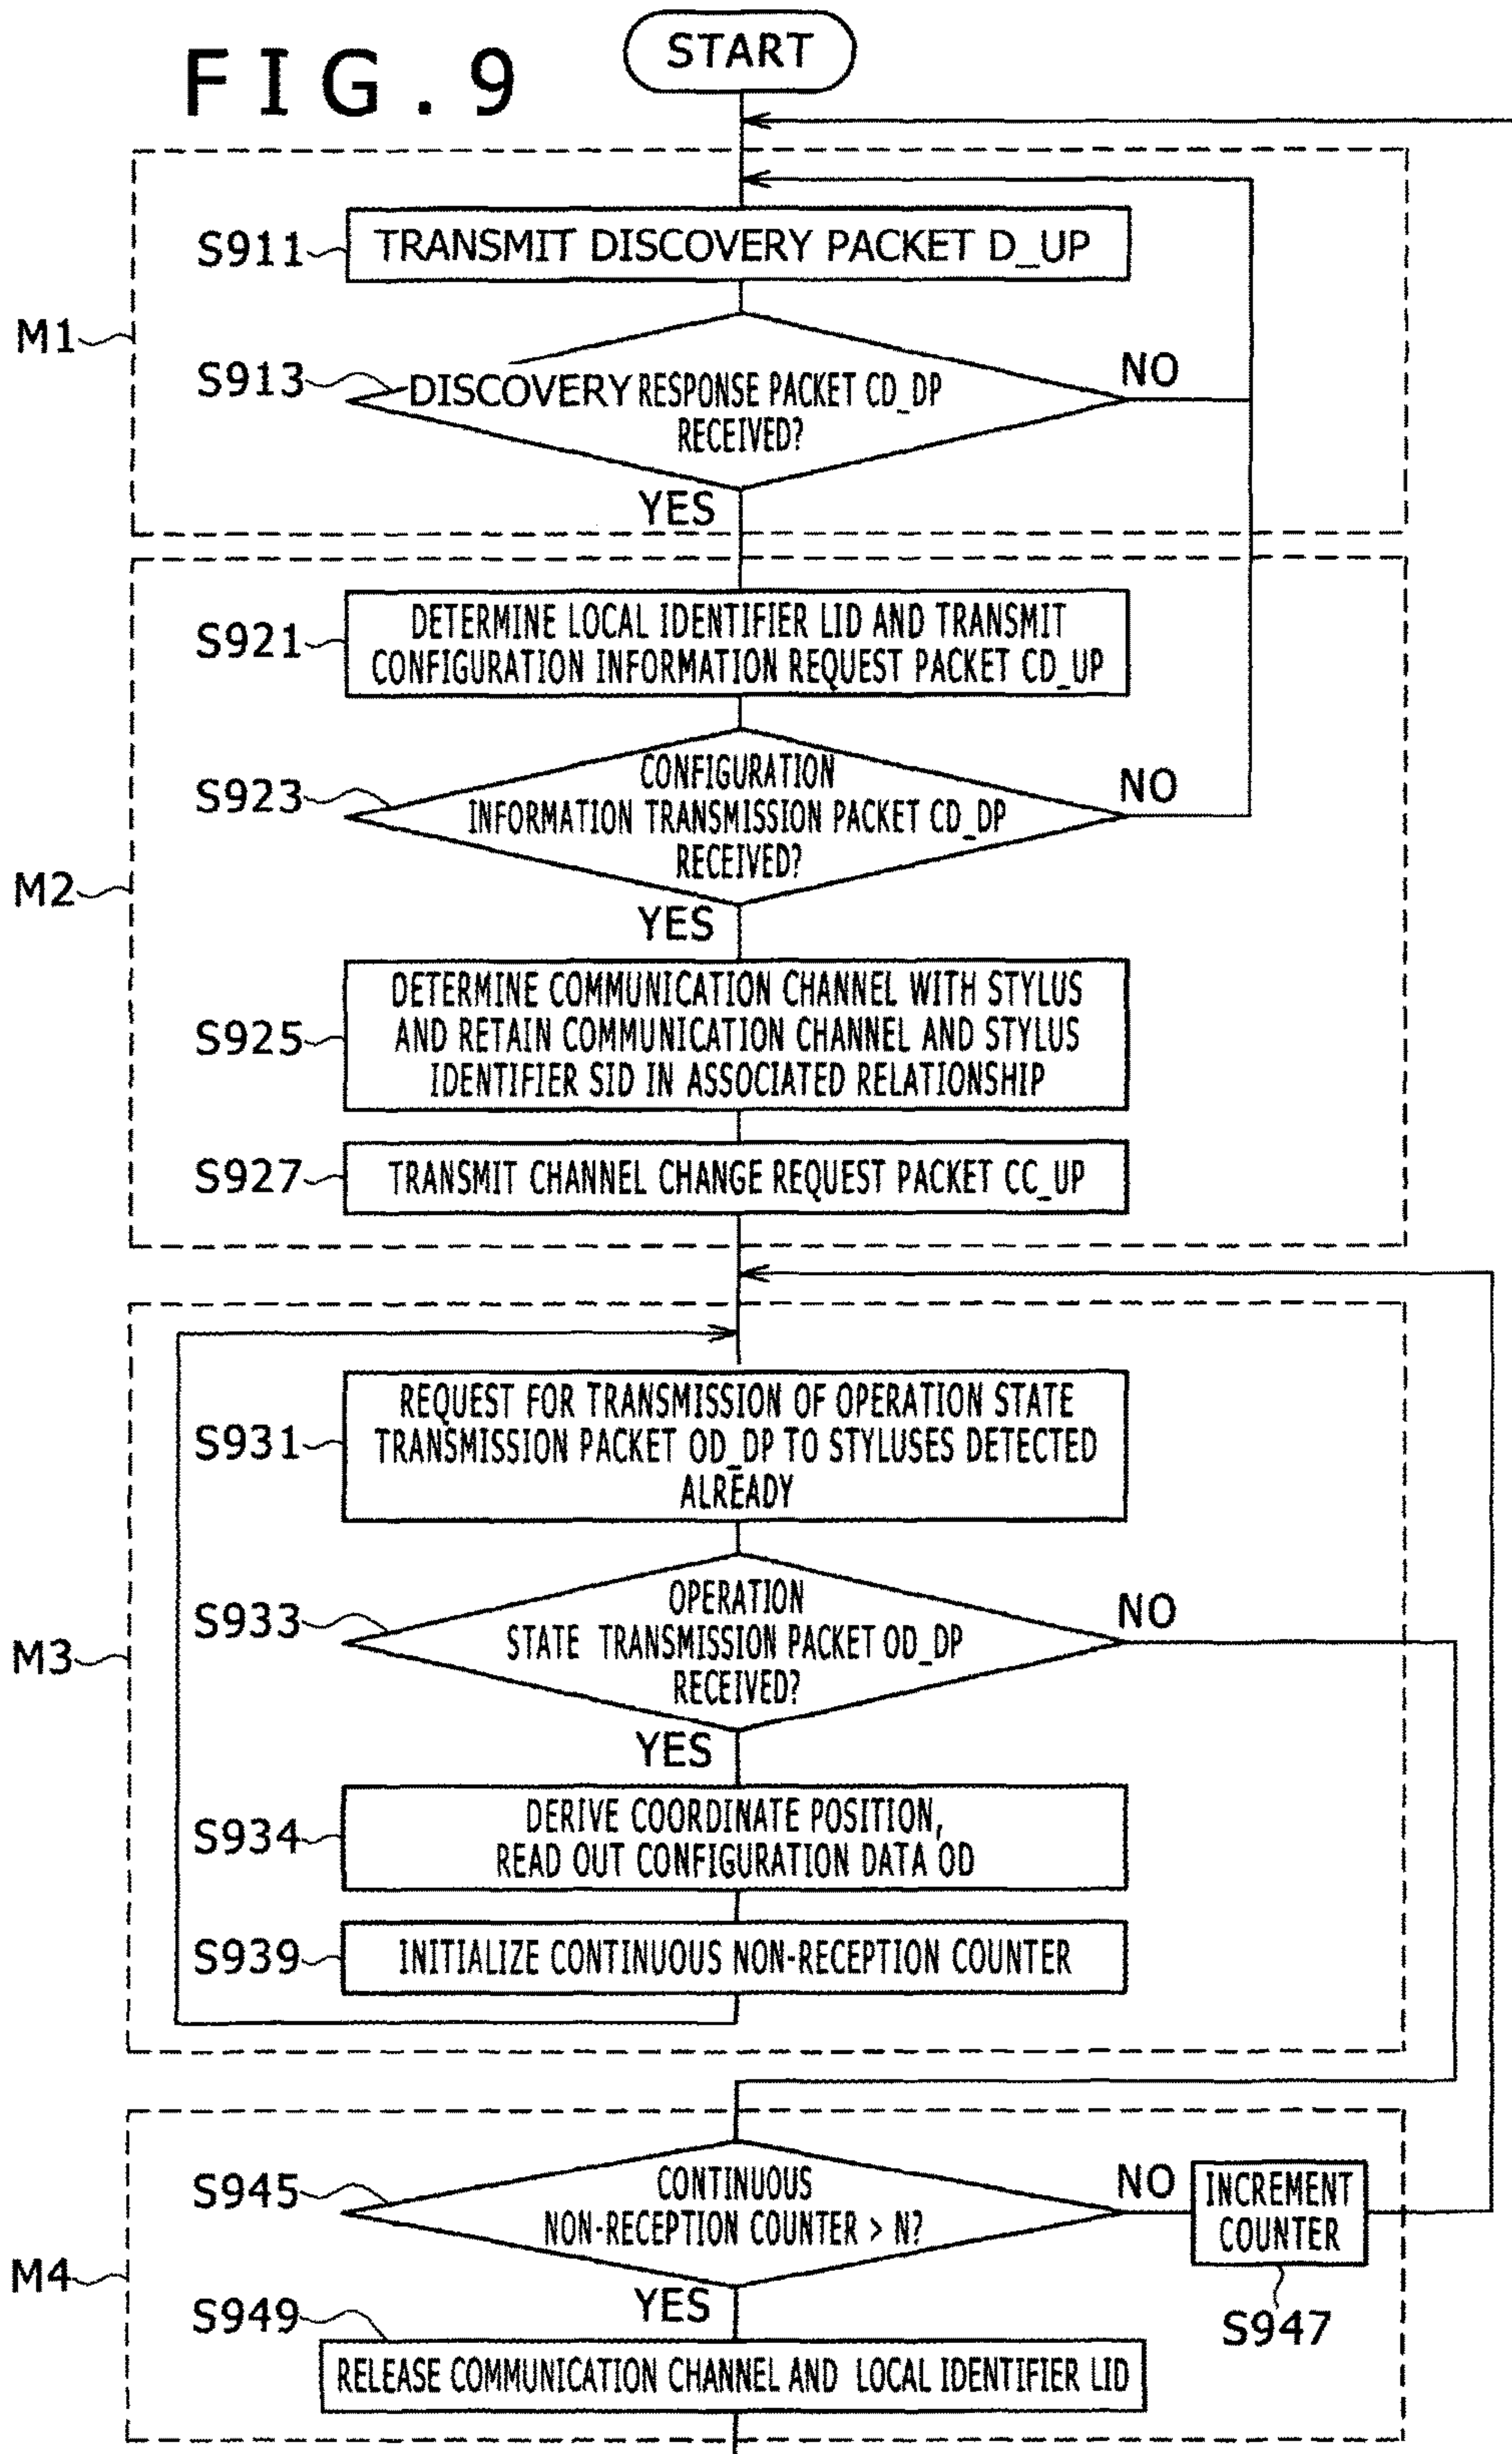 FIG.9
START
M1
S911
TRANSMIT DISCOVERY PACKET D_UP
S913
DISCOVERY RESPONSE PACKET CD_DP
RECEIVED?
NO
YES
M2
S921
DETERMINE LOCAL IDENTIFIER LID AND TRANSMIT
CONFIGURATION INFORMATION REQUEST PACKET CD_UP
S923
CONFIGURATION
INFORMATION TRANSMISSION PACKET CD_DP
RECEIVED?
NO
YES
S925
DETERMINE COMMUNICATION CHANNEL WITH STYLUS
AND RETAIN COMMUNICATION CHANNEL AND STYLUS
IDENTIFIER SID IN ASSOCIATED RELATIONSHIP
S927
TRANSMIT CHANNEL CHANGE REQUEST PACKET CC_UP
M3
S931
REQUEST FOR TRANSMISSION OF OPERATION STATE
TRANSMISSION PACKET OD_DP TO STYLUSES DETECTED
ALREADY
S933
OPERATION
STATE TRANSMISSION PACKET OD_DP
RECEIVED?
NO
YES
S934
DERIVE COORDINATE POSITION,
READ OUT CONFIGURATION DATA OD
S939
INITIALIZE CONTINUOUS NON-RECEPTION COUNTER
M4
S945
CONTINUOUS
NON-RECEPTION COUNTER > N?
NO
INCREMENT
COUNTER
S947
YES
S949
RELEASE COMMUNICATION CHANNEL AND LOCAL IDENTIFIER LID